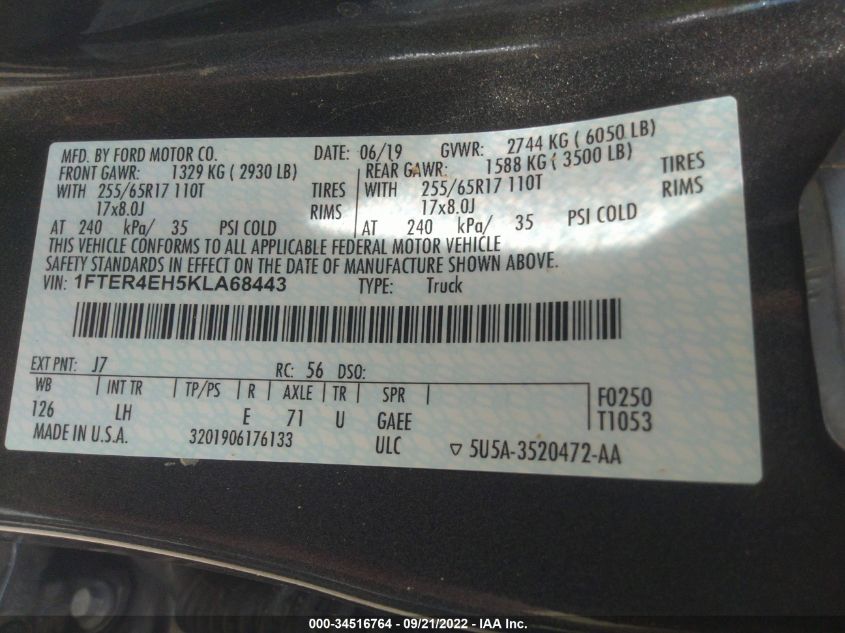 MFD. BY FORD MOTOR CO. DATE: 06/19 GVWR: 2744 KG ( 6050 LB)
FRONT GAWR: 1329 KG ( 2930 LB) REAR GAWR: 1588 KG ( 3500 LB)
WITH 255/65R17 110T TIRES WITH 255/65R17 110T TIRES
17x8.0J RIMS 17x8.0J RIMS
AT 240 kPa/ 35 PSI COLD AT 240 kPa/ 35 PSI COLD
THIS VEHICLE CONFORMS TO ALL APPLICABLE FEDERAL MOTOR VEHICLE
SAFETY STANDARDS IN EFFECT ON THE DATE OF MANUFACTURE SHOWN ABOVE.
VIN: 1FTER4EH5KLA68443 TYPE: Truck
EXT PNT: J7 RC: 56 DSO:
WB INT TR TP/PS R AXLE TR SPR F0250
126 LH E 71 U GAEE T1053
MADE IN U.S.A. 3201906176133 ULC ▽ 5U5A-3520472-AA
000-34516764 - 09/21/2022 - IAA Inc.